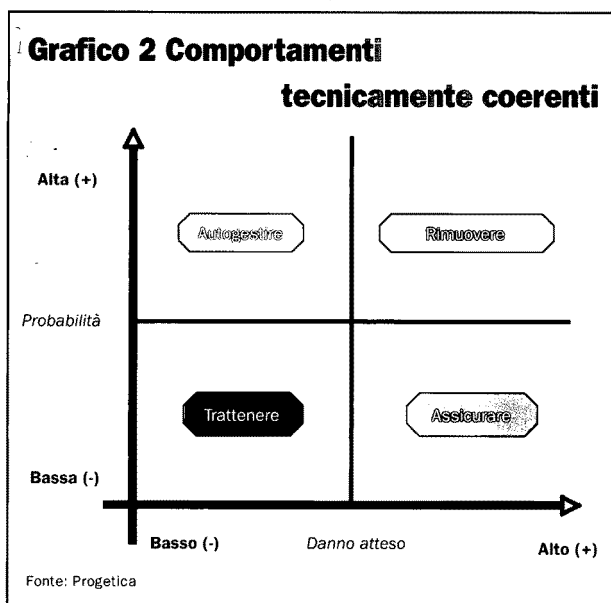 Grafico 2 Comportamenti
tecnicamente coerenti
Alta (+)
Autogestire
Rimuovere
Probabilità
Trattenere
Assicurare
Bassa (-)
Basso (-)
Danno atteso
Alto (+)
Fonte: Progetica